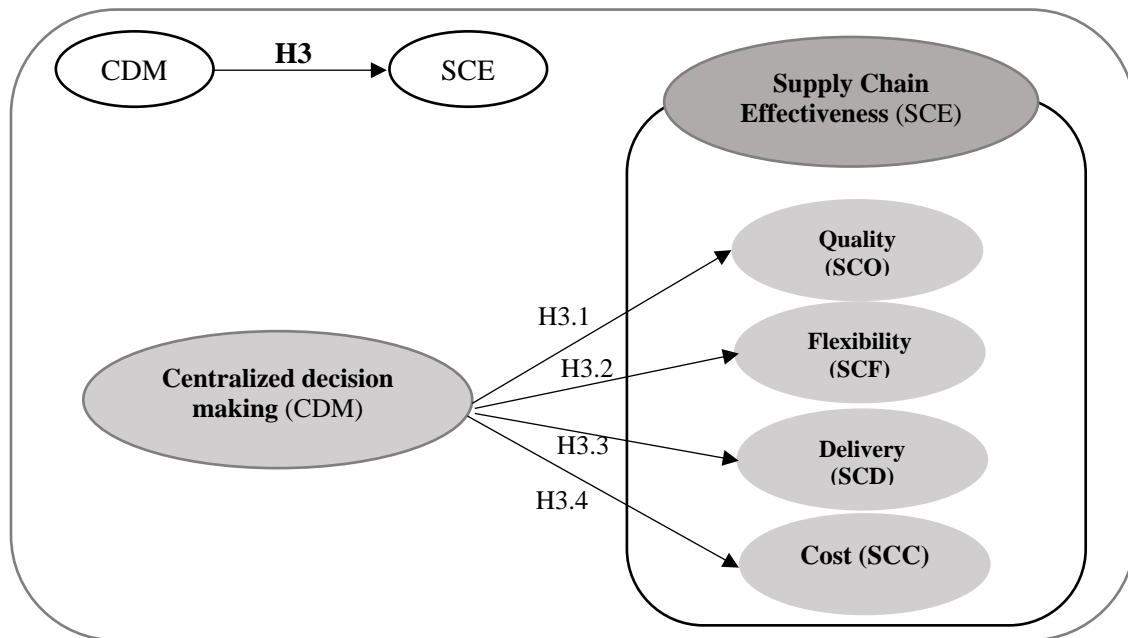 H3
CDM
SCE
Supply Chain
Effectiveness (SCE)
Quality
(SCO)
H3.1
Flexibility
(SCF)
H3.2
Centralized decision
making (CDM)
H3.3
Delivery
(SCD)
H3.4
Cost (SCC)